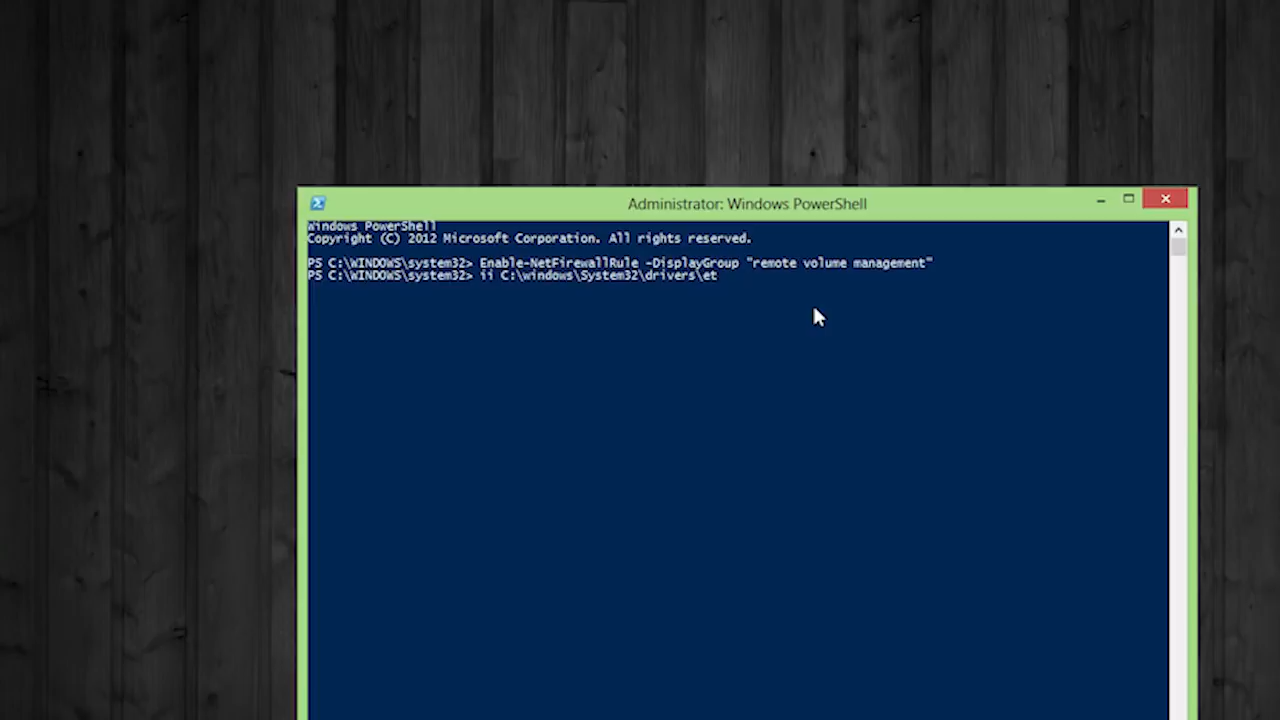 Administrator: Windows PowerShell
Windows PowerShell
Copyright (C) 2012 Microsoft Corporation. All rights reserved.
PS C:\WINDOWS\system32> Enable-NetFirewallRule -DisplayGroup "remote volume management"
PS C:\WINDOWS\system32> ii C:\windows\System32\drivers\et